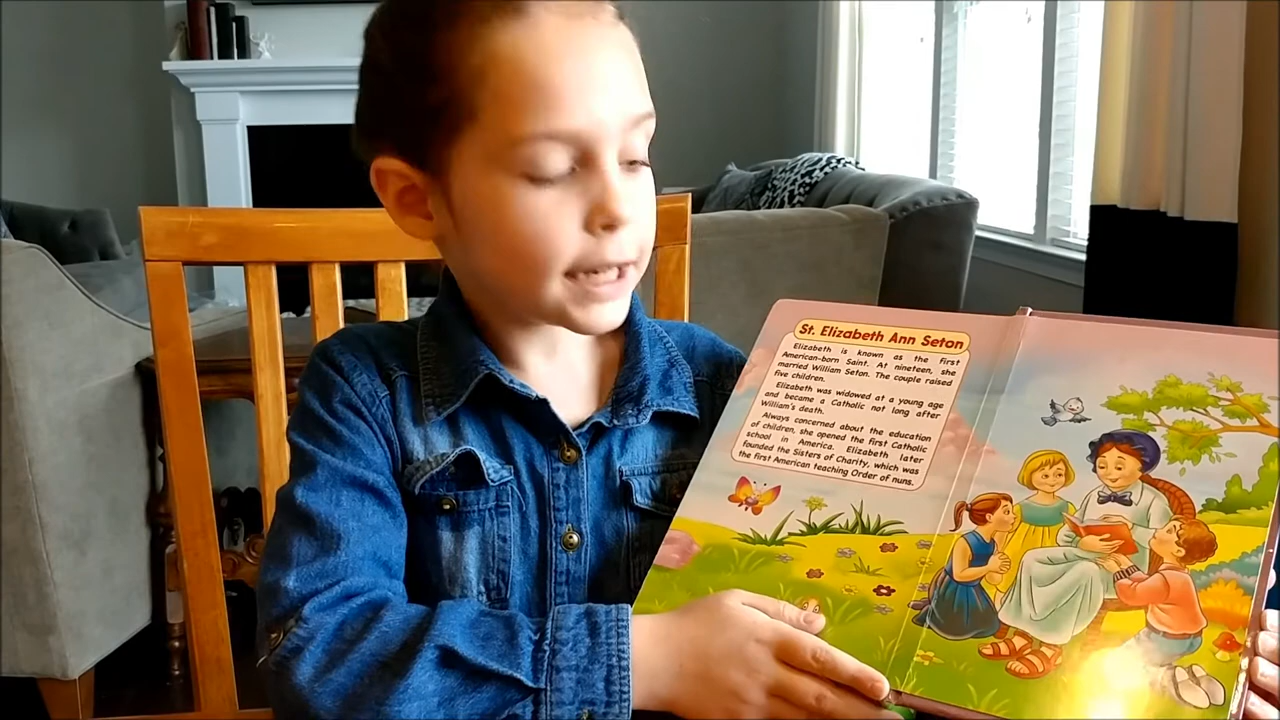 St. Elizabeth Ann Seton
Elizabeth is known as the first
American-born Saint. At nineteen, she
married William Seton. The couple raised
five children.
Elizabeth was widowed at a young age
and became a Catholic not long after
William's death.
Always concerned about the education
of children, she opened the first Catholic
school in America. Elizabeth later
founded the Sisters of Charity, which was
the first American teaching Order of nuns.